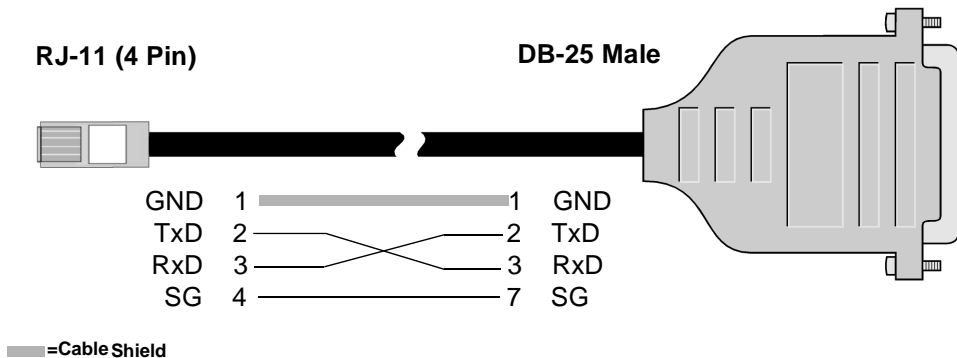 RJ-11 (4 Pin)
DB-25 Male
GND 1 1 GND
TxD 2 2 TxD
RxD 3 3 RxD
SG 4 7 SG
=Cable Shield